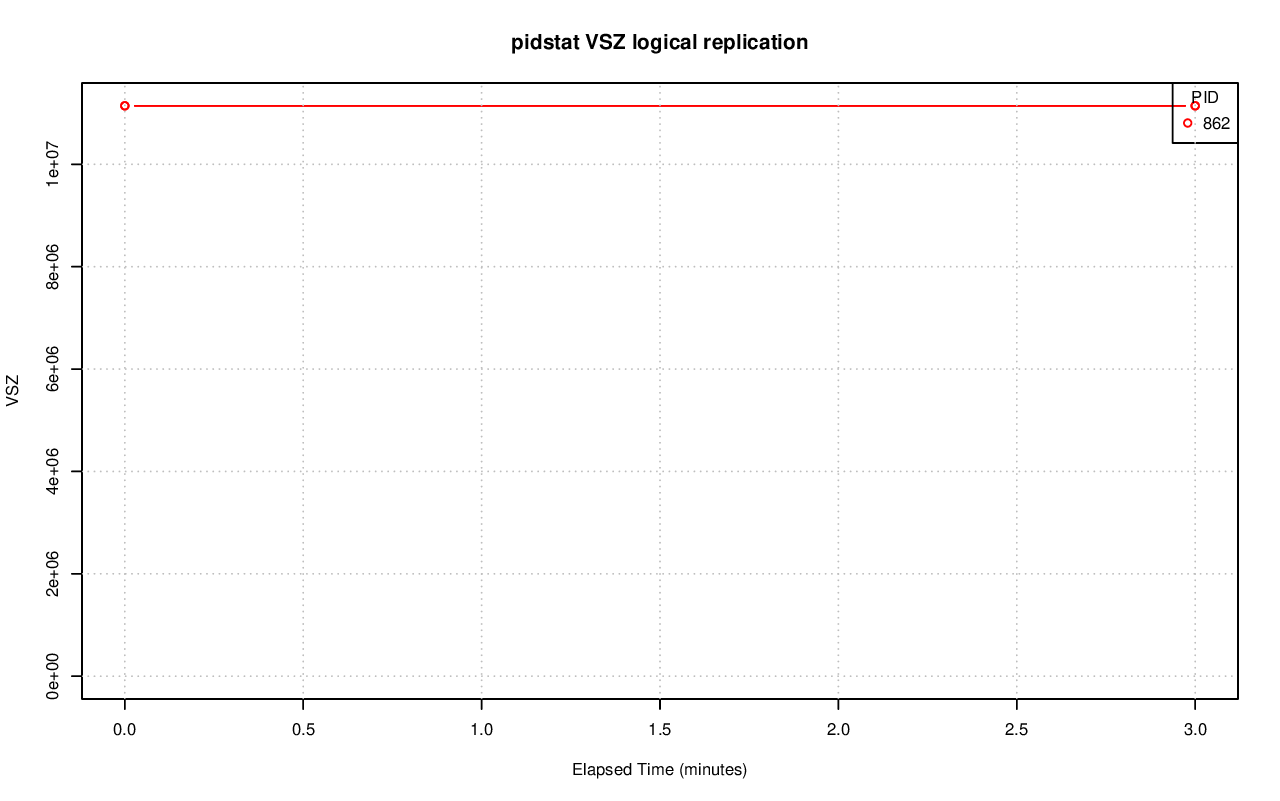 pidstat VSZ logical replication
PID
862
VSZ
1e+07
8e+06
6e+06
4e+06
2e+06
0e+00
0.0 0.5 1.0 1.5 2.0 2.5 3.0
Elapsed Time (minutes)